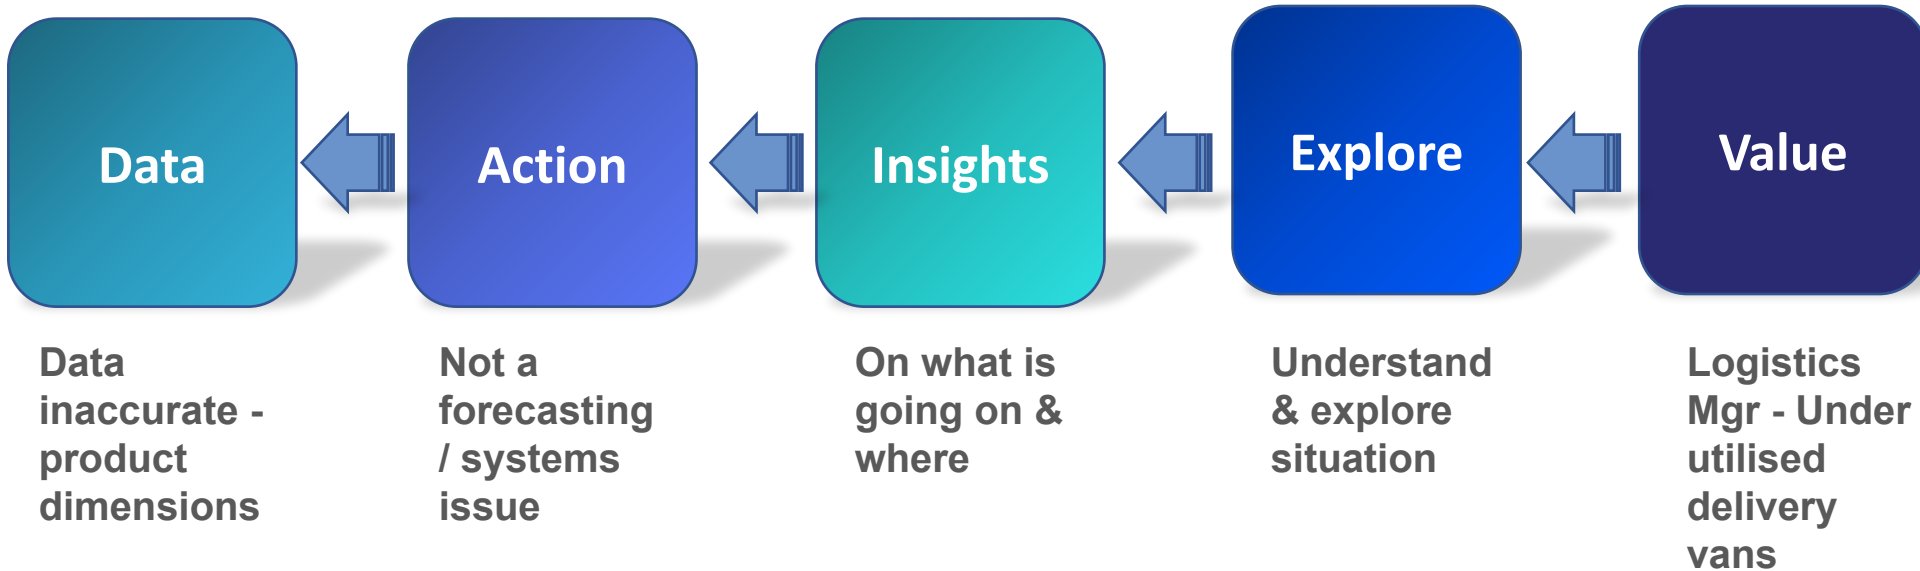 Data
Action
Insights
Explore
Value
Data
inaccurate -
product
dimensions
Not a
forecasting
/ systems
issue
On what is
going on &
where
Understand
& explore
situation
Logistics
Mgr - Under
utilised
delivery
vans